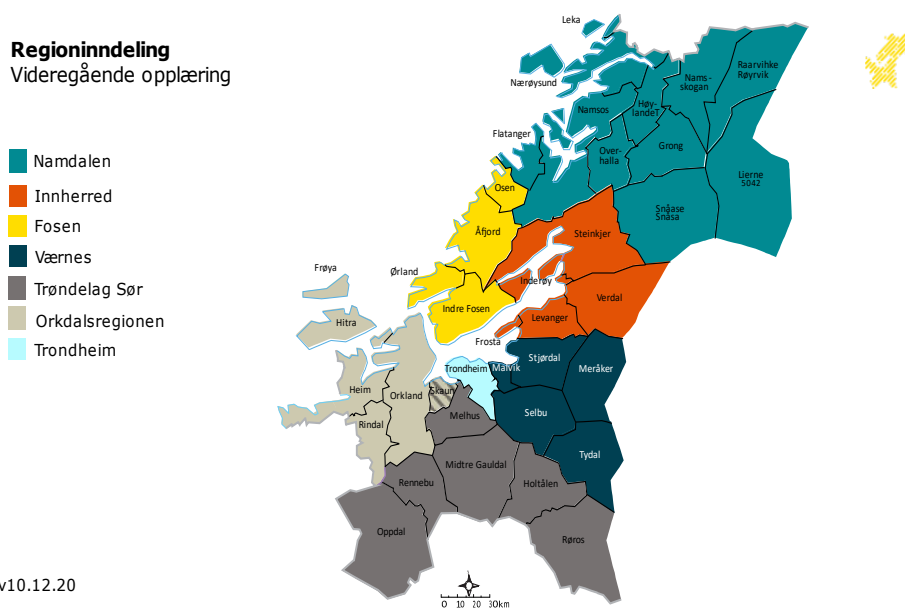 Regioninndeling
Videregående opplæring
Namdalen
Innherred
Fosen
Værnes
Trøndelag Sør
Orkdalsregionen
Trondheim
Leka
Nærøysund
Nams-
skogan
Raarvihke
Røyrvik
Namsos
Høy-
landeT
Flatanger
Over-
halla
Grong
Lierne
5042
Osen
Snåase
Snåsa
Åfjord
Steinkjer
Frøya
Ørland
Inderøy
Verdal
Indre Fosen
Hitra
Levanger
Frosta
Stjørdal
Trondheim
Malvik
Meråker
Heim
Orkland
Skaun
Melhus
Selbu
Rindal
Tydal
Midtre Gauldal
Rennebu
Holtålen
Oppdal
Røros
v10.12.20
0 10 20 30km